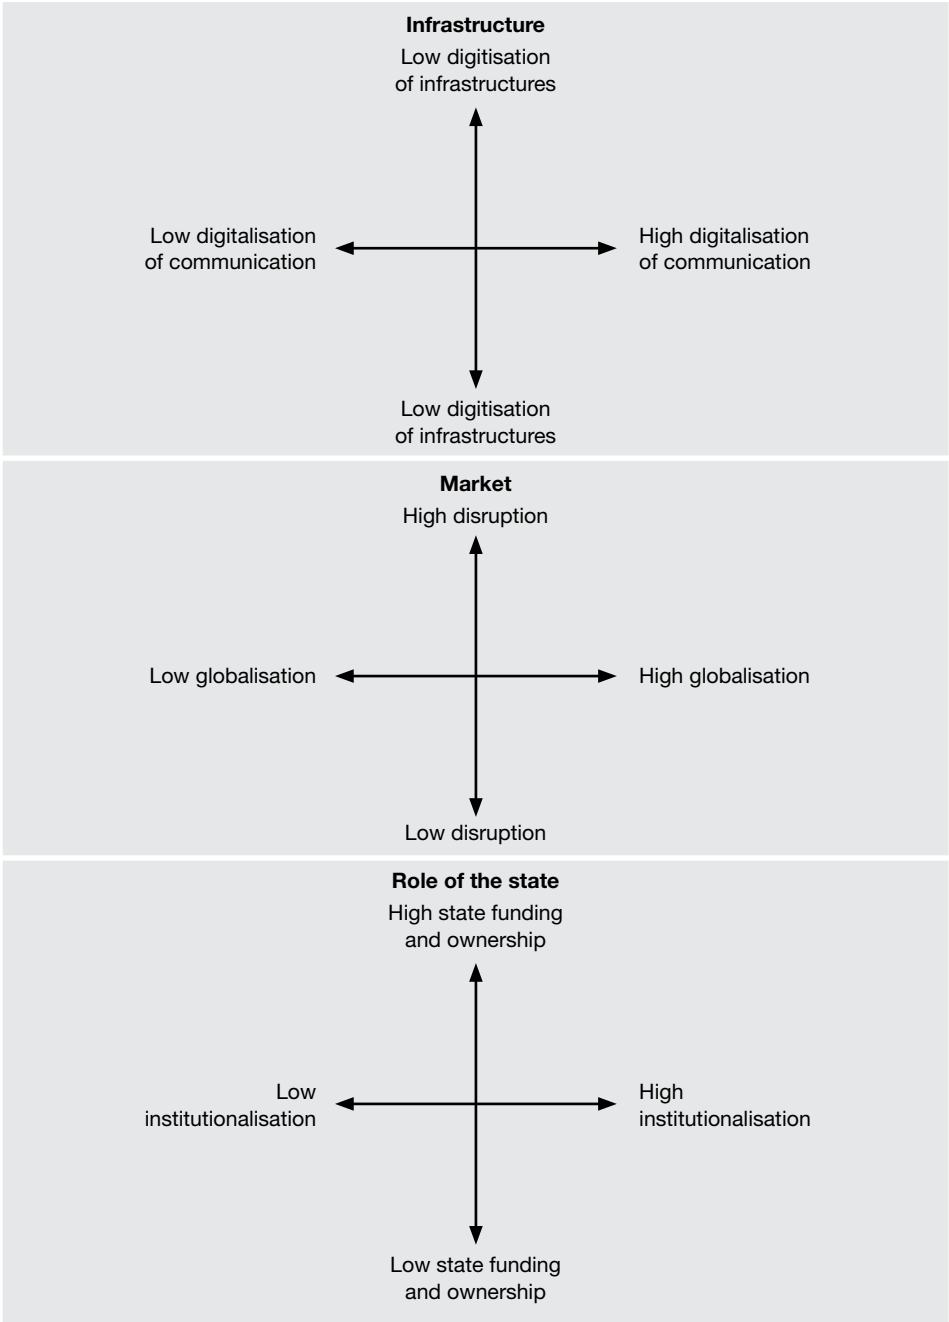 Infrastructure
Low digitisation
of infrastructures
Low digitalisation
of communication
High digitalisation
of communication
Low digitisation
of infrastructures
Market
High disruption
Low globalisation
High globalisation
Low disruption
Role of the state
High state funding
and ownership
Low
institutionalisation
High
institutionalisation
Low state funding
and ownership